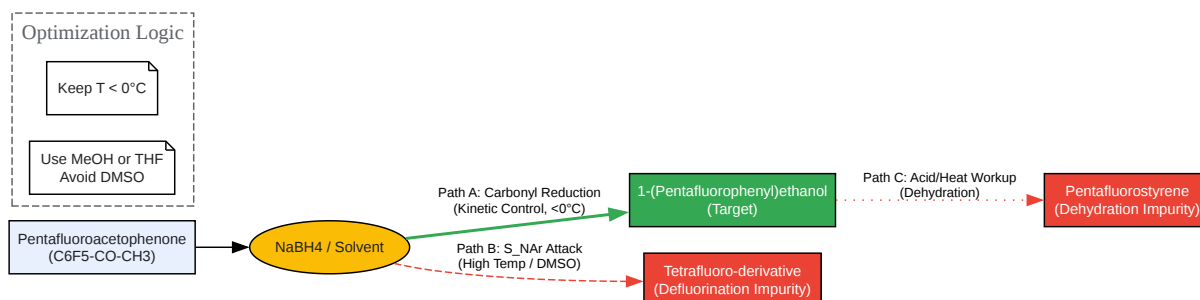 Optimization Logic
Keep T < 0°C
Use MeOH or THF
Avoid DMSO
Pentafluoroacetophenone
(C6F5-CO-CH3)
NaBH4 / Solvent
Path A: Carbonyl Reduction
(Kinetic Control, <0°C)
Path B: S_NAr Attack
(High Temp / DMSO)
1-(Pentafluorophenyl)ethanol
(Target)
Tetrafluoro-derivative
(Defluorination Impurity)
Path C: Acid/Heat Workup
(Dehydration)
Pentafluorostyrene
(Dehydration Impurity)